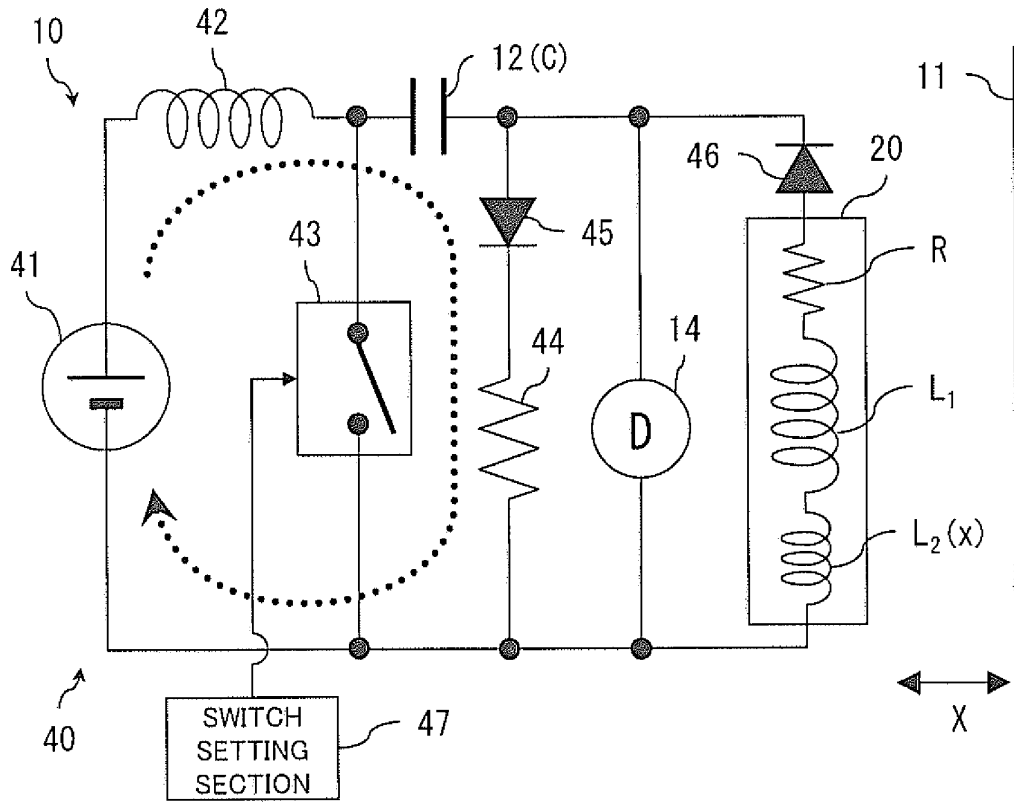 10
42
12(C)
11
46
20
45
R
43
41
44
14
D
L1
L2(x)
X
40
SWITCH
SETTING
SECTION
47